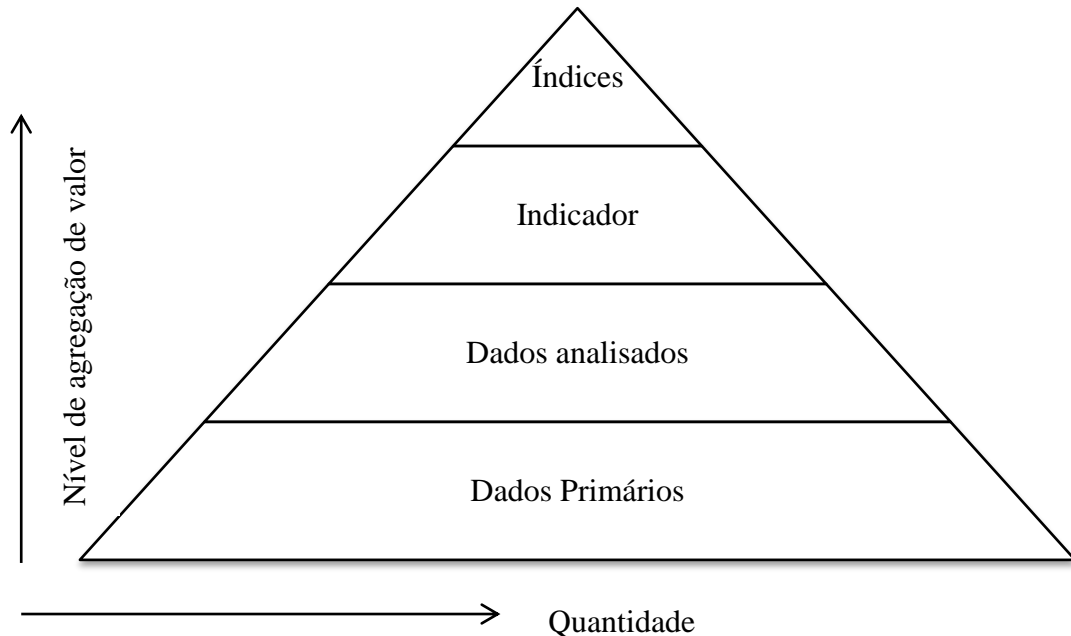 Índices
Indicador
Dados analisados
Dados Primários
Nível de agregação de valor
Quantidade